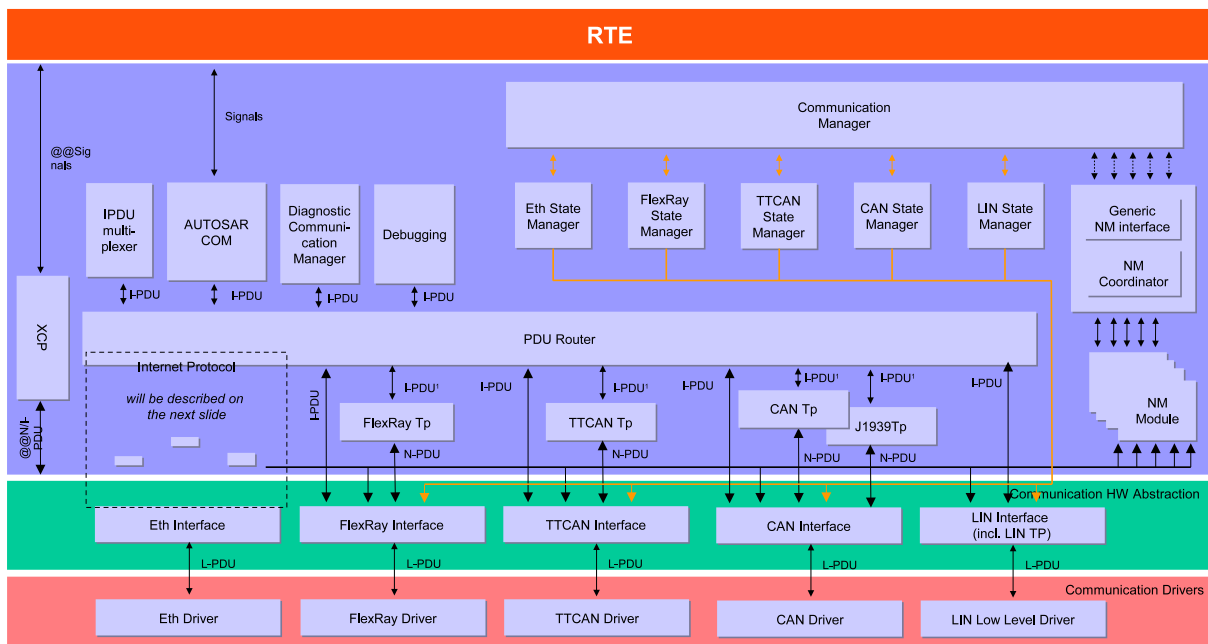 RTE
Communication
Manager
Signals
@@Sig
nals
IPDU
multi-
plexer
AUTOSAR
COM
Diagnostic
Communi-
cation
Manager
Debugging
Eth State
Manager
FlexRay
State
Manager
TTCAN
State
Manager
CAN State
Manager
LIN State
Manager
Generic
NM interface
NM
Coordinator
I-PDU
I-PDU
I-PDU
I-PDU
XCP
PDU Router
Internet Protocol
will be described on
the next slide
I-PDU
I-PDU¹
I-PDU
I-PDU¹
I-PDU
I-PDU¹
I-PDU¹
I-PDU
FlexRay Tp
TTCAN Tp
CAN Tp
J1939Tp
NM
Module
@@N/I-
PDU
N-PDU
N-PDU
N-PDU
N-PDU
Communication HW Abstraction
Eth Interface
FlexRay Interface
TTCAN Interface
CAN Interface
LIN Interface
(incl. LIN TP)
L-PDU
L-PDU
L-PDU
L-PDU
L-PDU
Communication Drivers
Eth Driver
FlexRay Driver
TTCAN Driver
CAN Driver
LIN Low Level Driver